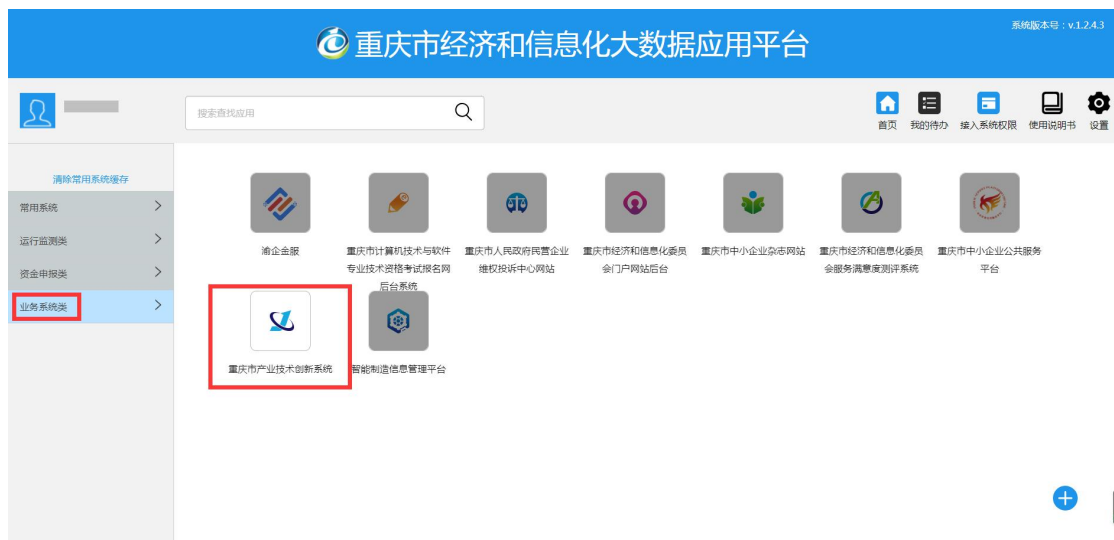 系统版本号：v.1.2.4.3
重庆市经济和信息化大数据应用平台
搜索查找应用
首页 我的待办 接入系统权限 使用说明书 设置
清除常用系统缓存
常用系统
运行监测类
资金申报类
业务系统类
渝企金服
重庆市计算机技术与软件
专业技术资格考试报名网
后台系统
重庆市人民政府民营企业
维权投诉中心网站
重庆市经济和信息化委员
会门户网站后台
重庆市中小企业杂志网站
重庆市经济和信息化委员
会服务满意度测评系统
重庆市中小企业公共服务
平台
重庆市产业技术创新系统
智能制造信息管理平台